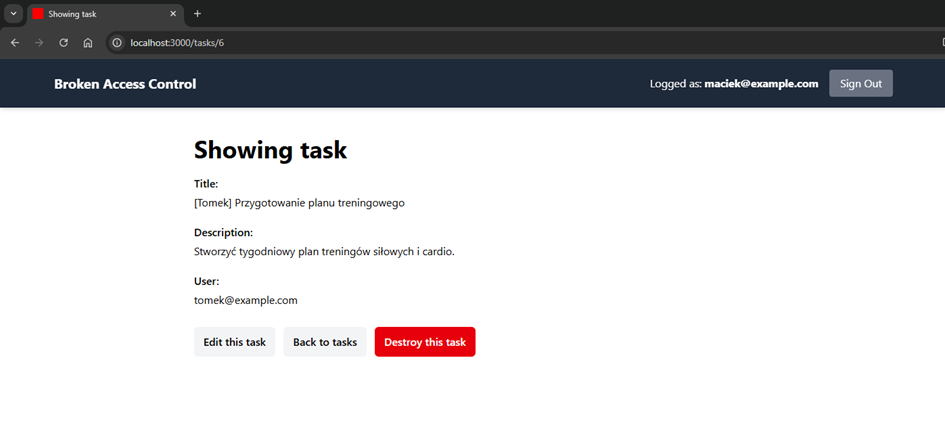 Showing task
localhost:3000/tasks/6
Broken Access Control
Logged as: maciek@example.com
Sign Out
Showing task
Title:
[Tomek] Przygotowanie planu treningowego
Description:
Stworzyć tygodniowy plan treningów siłowych i cardio.
User:
tomek@example.com
Edit this task
Back to tasks
Destroy this task